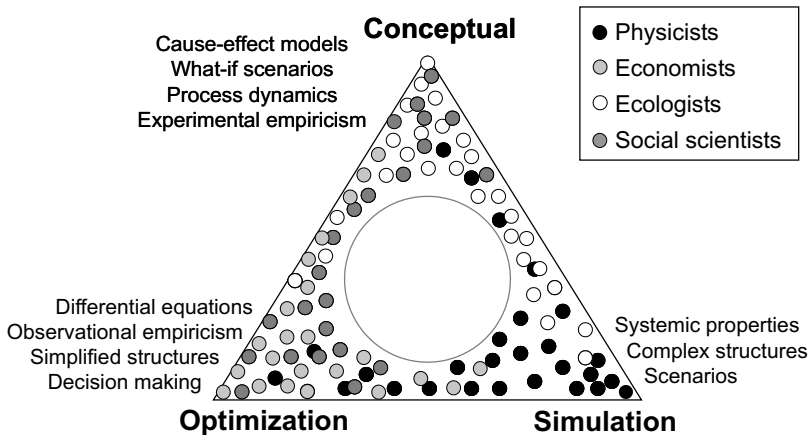 Conceptual
Cause-effect models
What-if scenarios
Process dynamics
Experimental empiricism
Physicists
Economists
Ecologists
Social scientists
Differential equations
Observational empiricism
Simplified structures
Decision making
Optimization
Systemic properties
Complex structures
Scenarios
Simulation